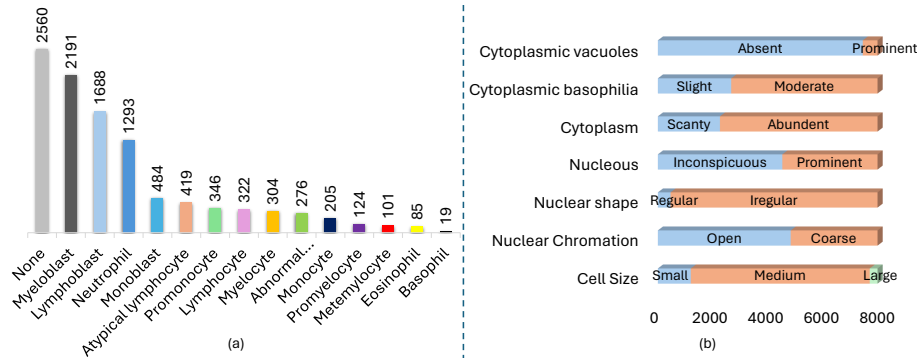 2560
2191
1688
1293
484
419
346
322
304
276
205
124
101
85
19
None
Myeloblast
Lymphoblast
Neutrophil
Monoblast
Atypical lymphocyte
Promonocyte
Lymphocyte
Myelocyte
Abnormal...
Monocyte
Promyelocyte
Metemylocyte
Eosinophil
Basophil
(a)
Cytoplasmic vacuoles Absent Prominent
Cytoplasmic basophilia Slight Moderate
Cytoplasm Scanty Abundent
Nucleous Inconspicuous Prominent
Nuclear shape Regular Iregular
Nuclear Chromation Open Coarse
Cell Size Small Medium Large
0 2000 4000 6000 8000
(b)